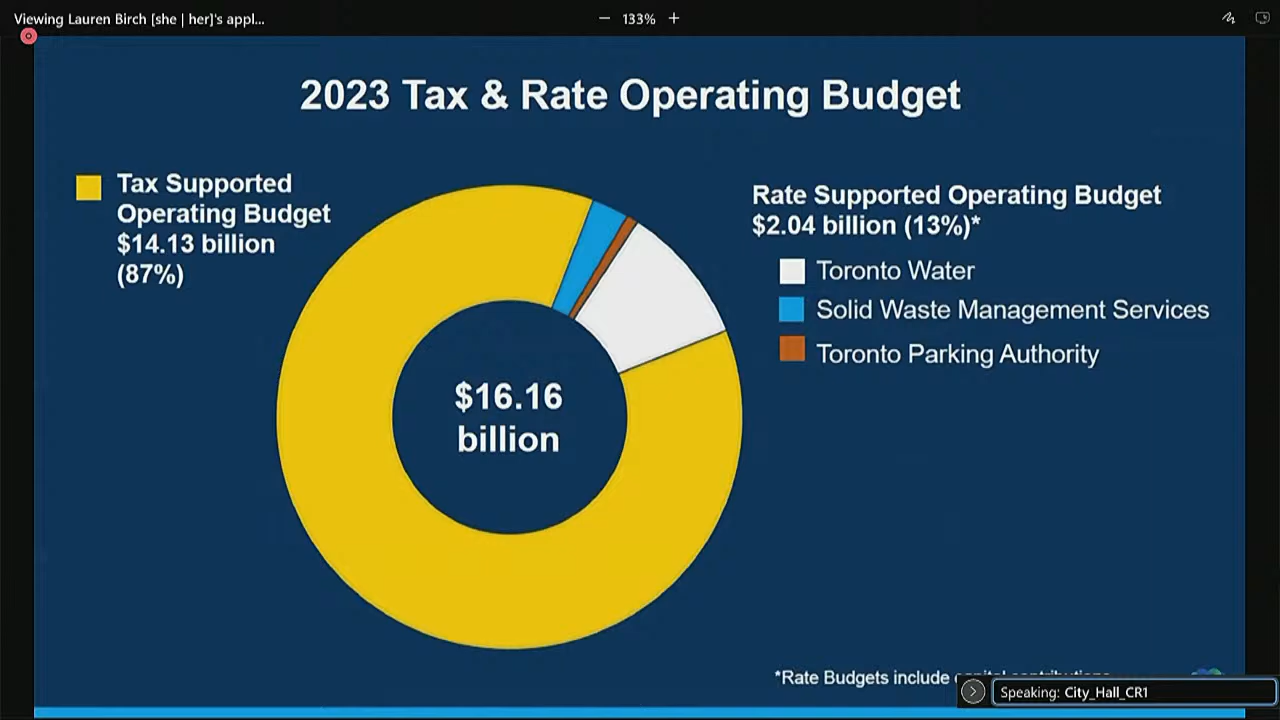 Viewing Lauren Birch [she | her]'s appl...
133%
2023 Tax & Rate Operating Budget
Tax Supported
Operating Budget
$14.13 billion
(87%)
Rate Supported Operating Budget
$2.04 billion (13%)*
Toronto Water
Solid Waste Management Services
Toronto Parking Authority
$16.16
billion
*Rate Budgets include capital contributions
Speaking: City_Hall_CR1